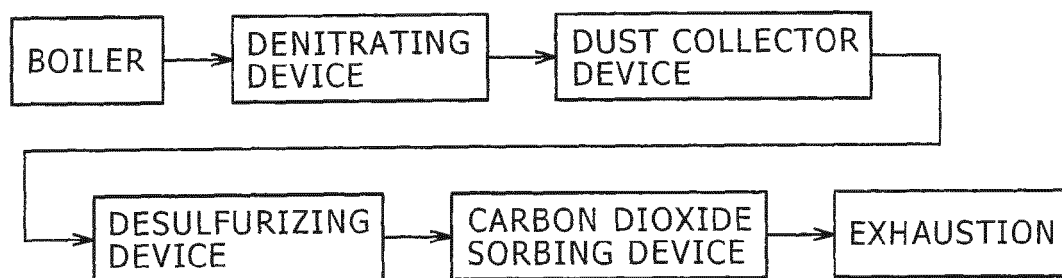 BOILER
DENITRATING
DEVICE
DUST COLLECTOR
DEVICE
DESULFURIZING
DEVICE
CARBON DIOXIDE
SORBING DEVICE
EXHAUSTION